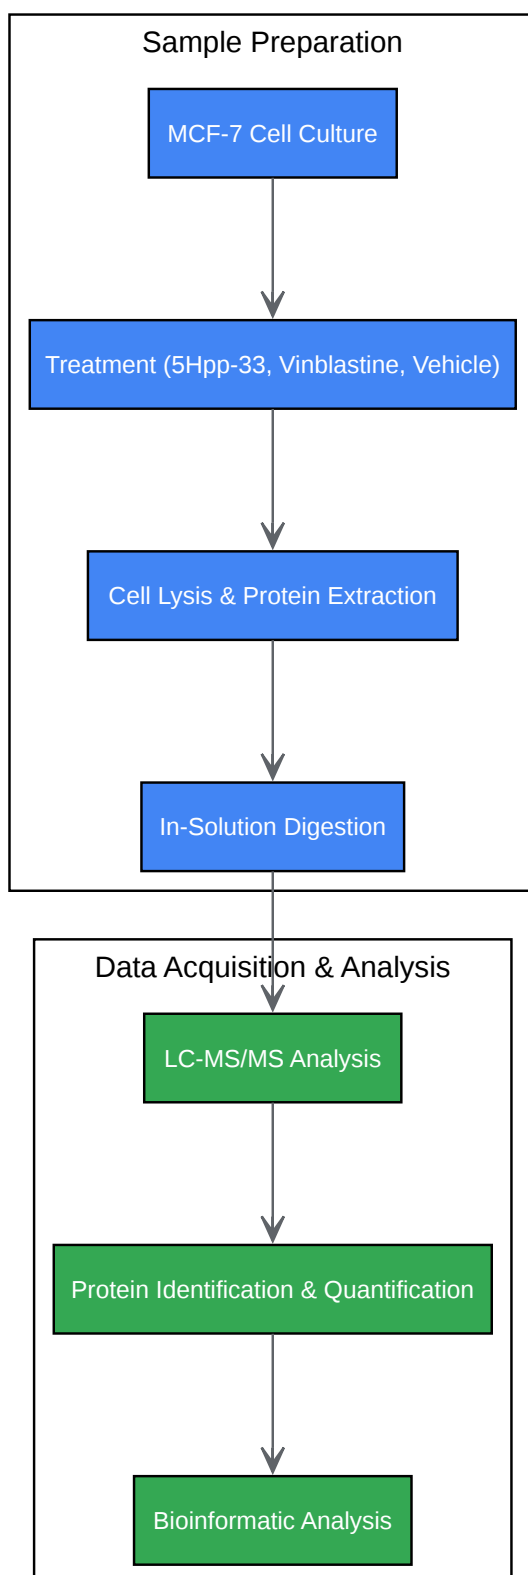 Sample Preparation
MCF-7 Cell Culture
Treatment (5Hpp-33, Vinblastine, Vehicle)
Cell Lysis & Protein Extraction
In-Solution Digestion
Data Acquisition & Analysis
LC-MS/MS Analysis
Protein Identification & Quantification
Bioinformatic Analysis